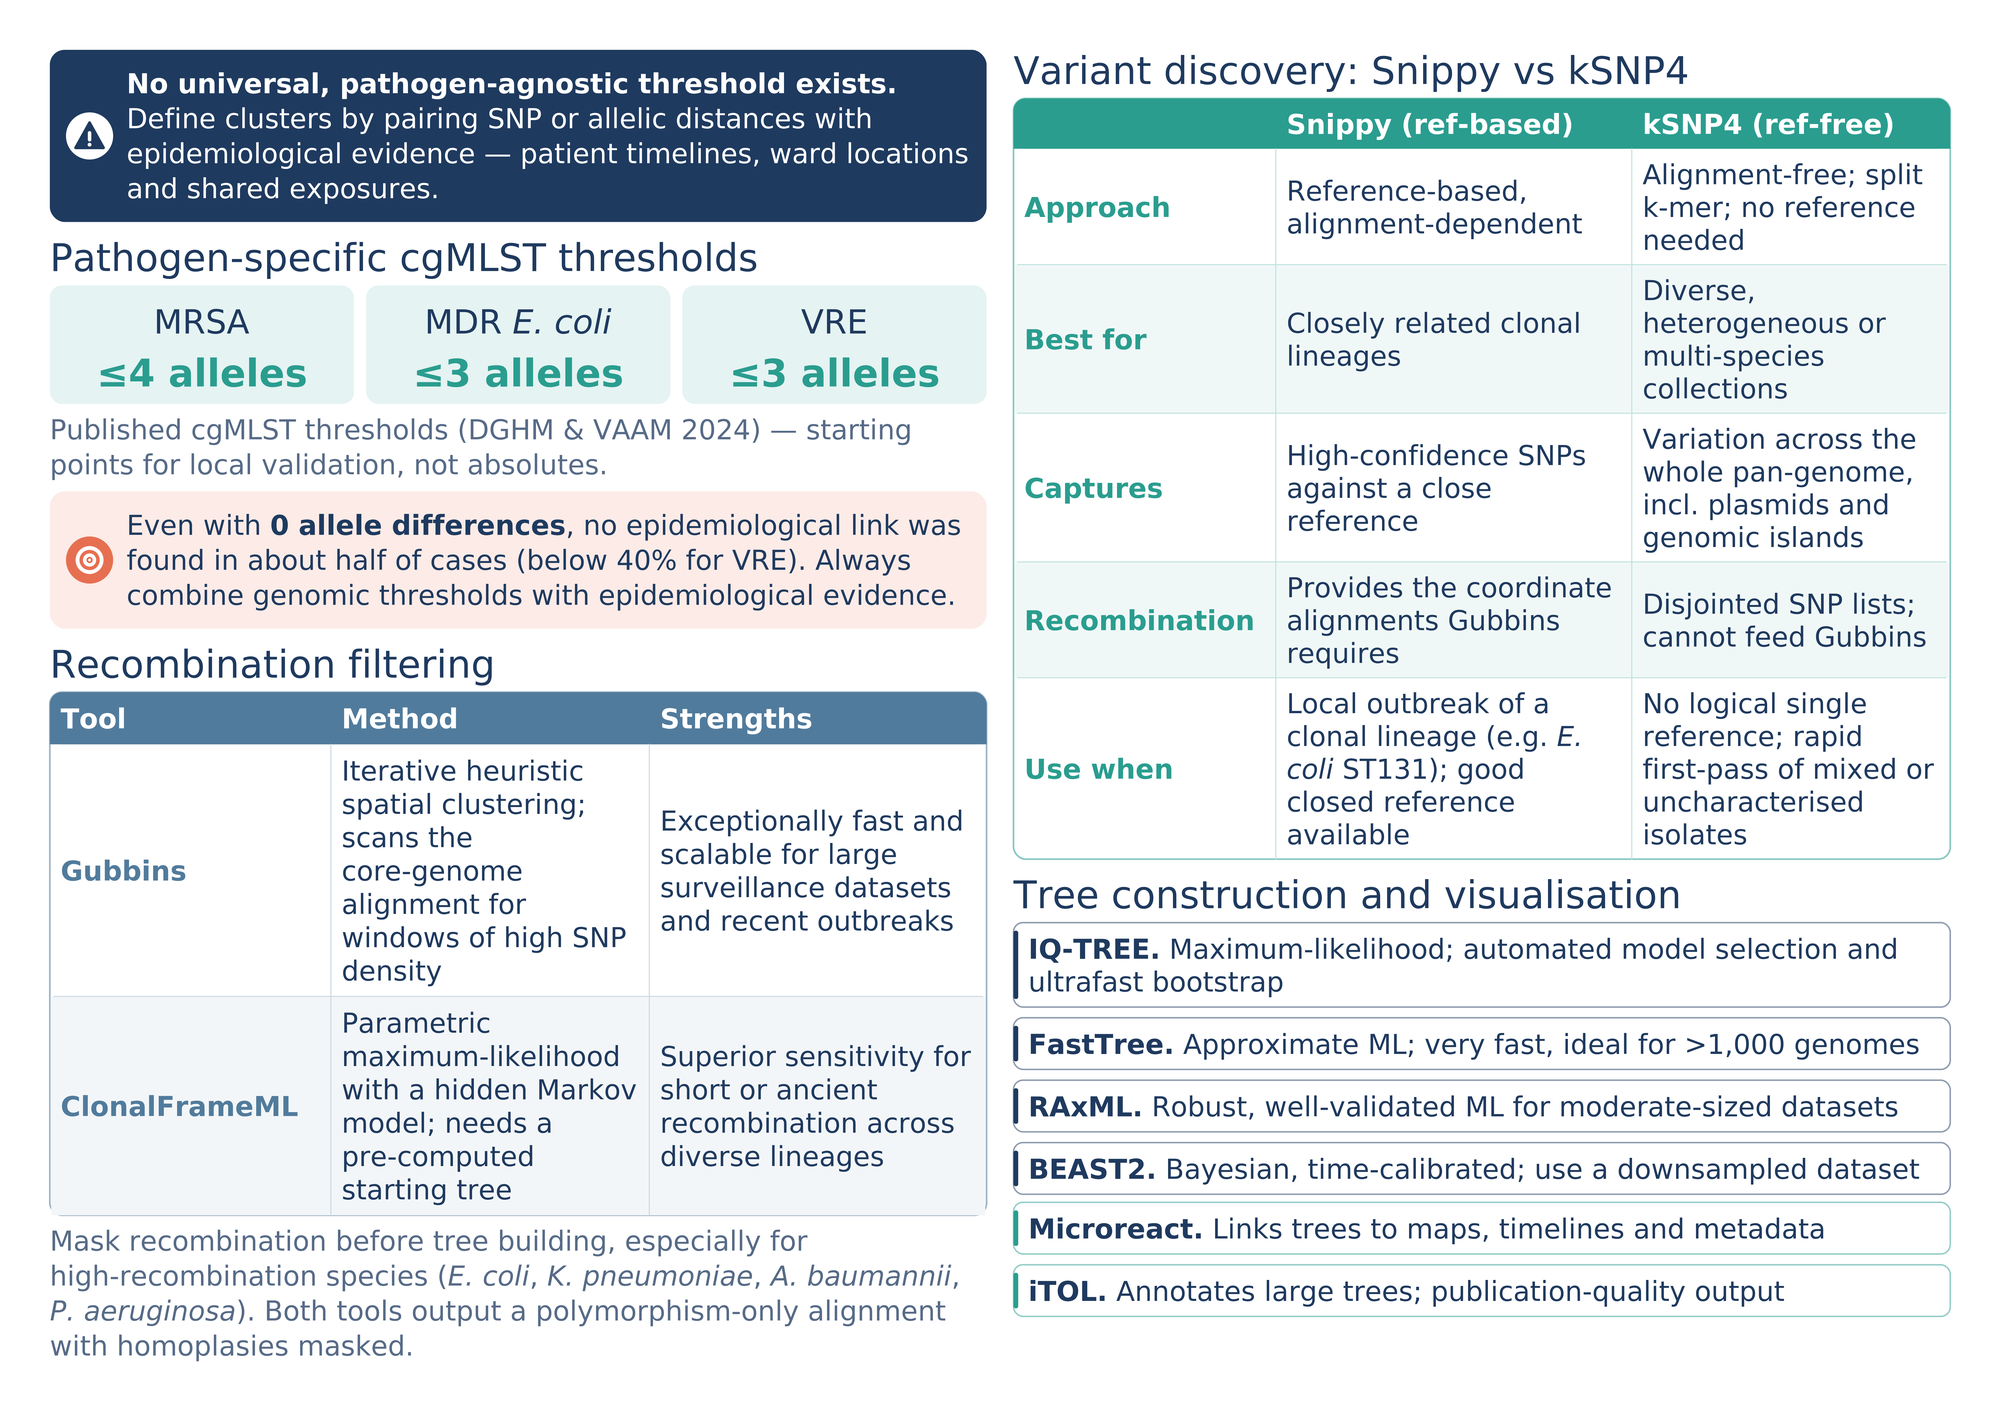 No universal, pathogen-agnostic threshold exists.
Define clusters by pairing SNP or allelic distances with
epidemiological evidence — patient timelines, ward locations
and shared exposures.
Pathogen-specific cgMLST thresholds
MRSA
≤4 alleles
MDR E. coli
≤3 alleles
VRE
≤3 alleles
Published cgMLST thresholds (DGHM & VAAM 2024) — starting
points for local validation, not absolutes.
Even with 0 allele differences, no epidemiological link was
found in about half of cases (below 40% for VRE). Always
combine genomic thresholds with epidemiological evidence.
Recombination filtering
Tool
Method
Strengths
Gubbins
Iterative heuristic
spatial clustering;
scans the
core-genome
alignment for
windows of high SNP
density
Exceptionally fast and
scalable for large
surveillance datasets
and recent outbreaks
ClonalFrameML
Parametric
maximum-likelihood
with a hidden Markov
model; needs a
pre-computed
starting tree
Superior sensitivity for
short or ancient
recombination across
diverse lineages
Mask recombination before tree building, especially for
high-recombination species (E. coli, K. pneumoniae, A. baumannii,
P. aeruginosa). Both tools output a polymorphism-only alignment
with homoplasies masked.
Variant discovery: Snippy vs kSNP4
Snippy (ref-based)
kSNP4 (ref-free)
Approach
Reference-based,
alignment-dependent
Alignment-free; split
k-mer; no reference
needed
Best for
Closely related clonal
lineages
Diverse,
heterogeneous or
multi-species
collections
Captures
High-confidence SNPs
against a close
reference
Variation across the
whole pan-genome,
incl. plasmids and
genomic islands
Recombination
Provides the coordinate
alignments Gubbins
requires
Disjointed SNP lists;
cannot feed Gubbins
Use when
Local outbreak of a
clonal lineage (e.g. E.
coli ST131); good
closed reference
available
No logical single
reference; rapid
first-pass of mixed or
uncharacterised
isolates
Tree construction and visualisation
IQ-TREE. Maximum-likelihood; automated model selection and
ultrafast bootstrap
FastTree. Approximate ML; very fast, ideal for >1,000 genomes
RAxML. Robust, well-validated ML for moderate-sized datasets
BEAST2. Bayesian, time-calibrated; use a downsampled dataset
Microreact. Links trees to maps, timelines and metadata
iTOL. Annotates large trees; publication-quality output